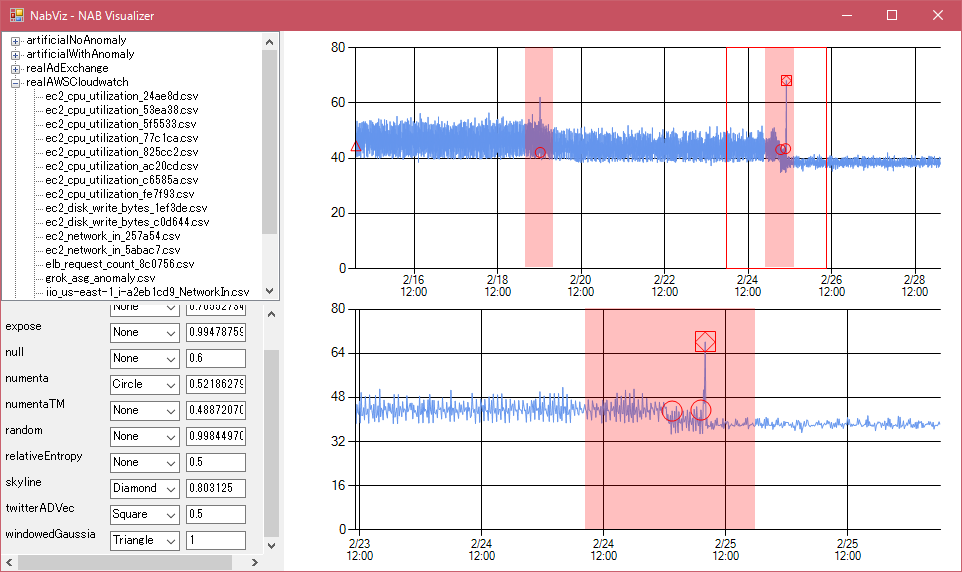 NabViz - NAB Visualizer
artificialNoAnomaly
artificialWithAnomaly
realAdExchange
realAWSCloudwatch
ec2_cpu_utilization_24ae8d.csv
ec2_cpu_utilization_53ea38.csv
ec2_cpu_utilization_5f5533.csv
ec2_cpu_utilization_77c1ca.csv
ec2_cpu_utilization_825cc2.csv
ec2_cpu_utilization_ac20cd.csv
ec2_cpu_utilization_c6585a.csv
ec2_cpu_utilization_fe7f93.csv
ec2_disk_write_bytes_1ef3de.csv
ec2_disk_write_bytes_c0d644.csv
ec2_network_in_257a54.csv
ec2_network_in_5abac7.csv
elb_request_count_8c0756.csv
grok_asg_anomaly.csv
iio_us-east-1_i-a2eb1cd9_NetworkIn.csv
None
expose None 0.99478759
null None 0.6
numenta Circle 0.52186279
numentaTM None 0.48872070
random None 0.99844970
relativeEntropy None 0.5
skyline Diamond 0.803125
twitterADVec Square 0.5
windowedGaussia Triangle 1
80
60
40
20
0
2/16 2/18 2/20 2/22 2/24 2/26 2/28
12:00 12:00 12:00 12:00 12:00 12:00 12:00
80
64
48
32
16
0
2/23 2/24 2/24 2/25 2/25
12:00 12:00 12:00 12:00 12:00